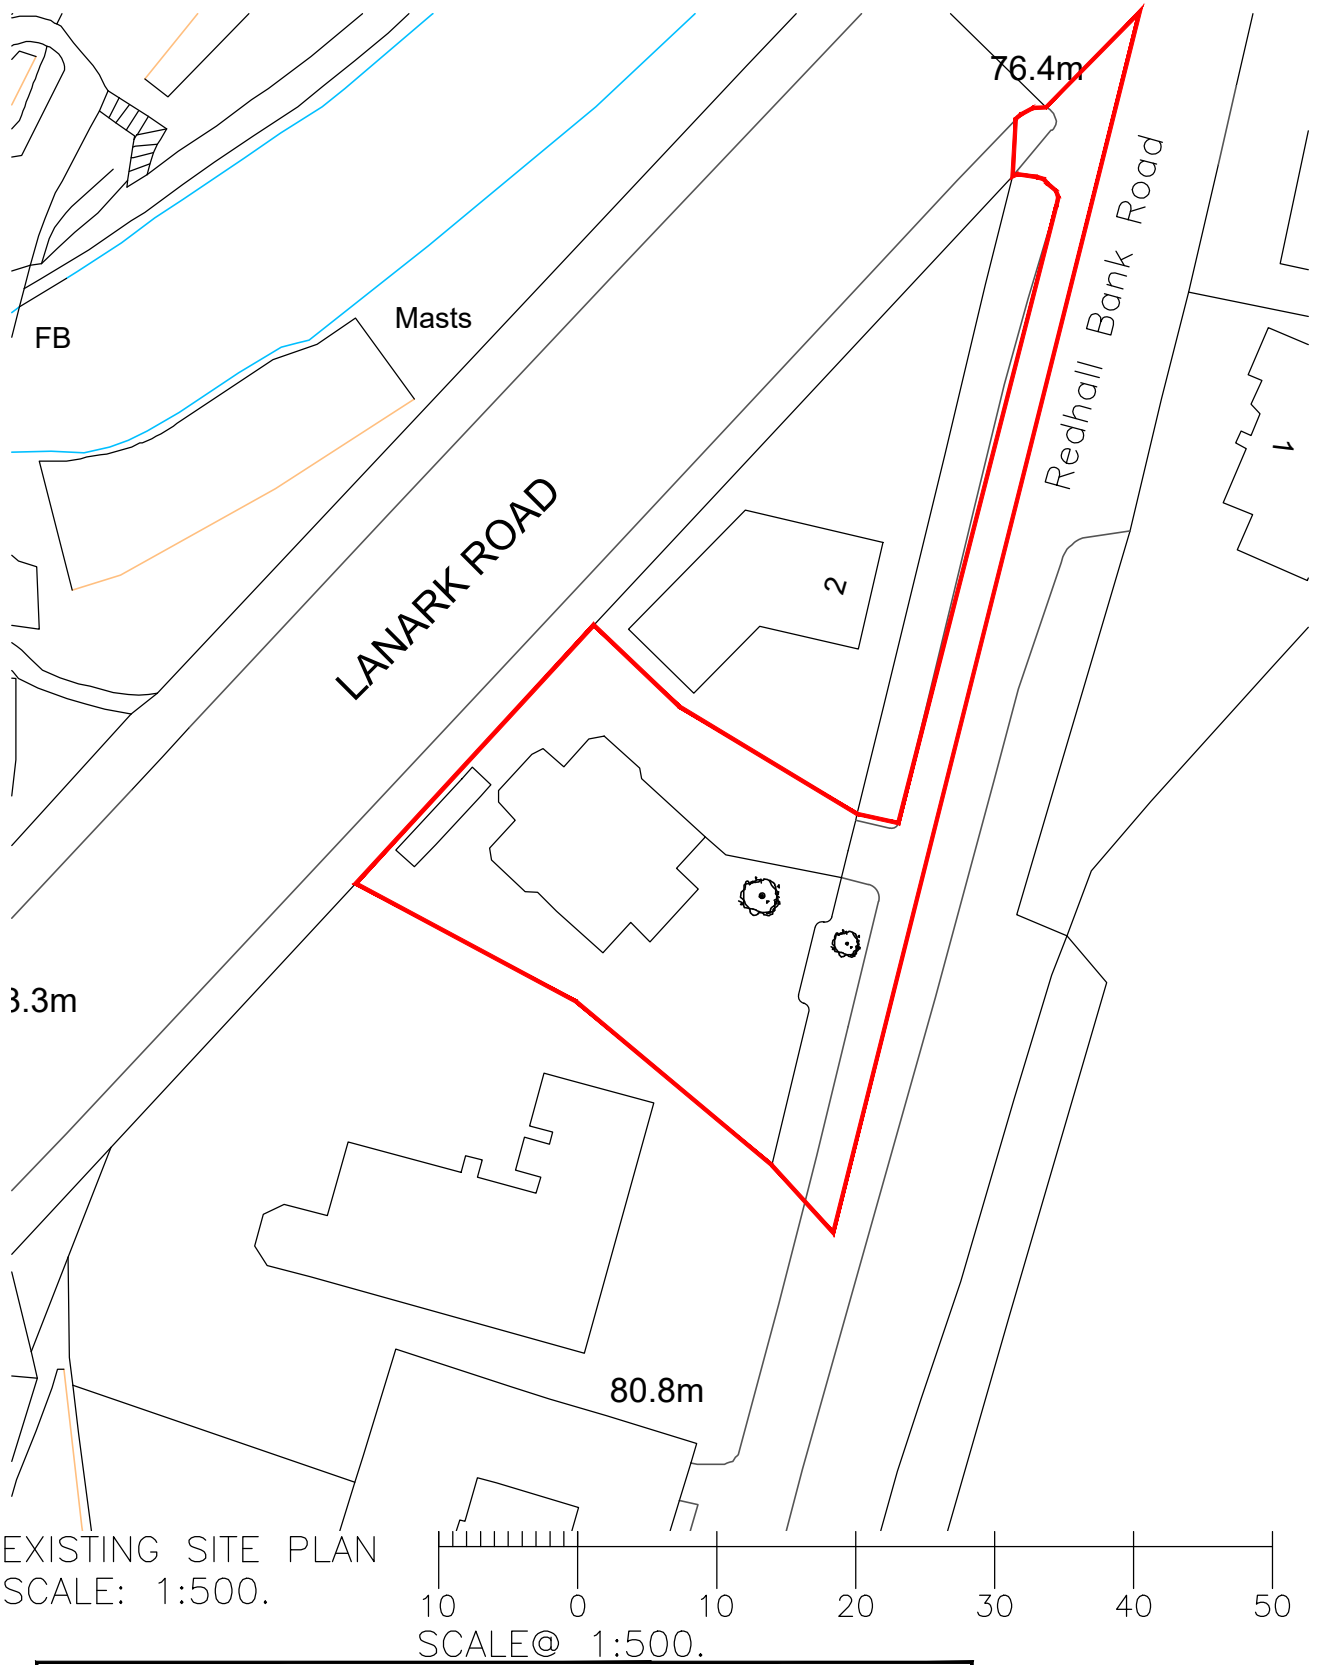 76.4m
Redhall Bank Road
Masts
FB
1
LANARK ROAD
2
3.3m
80.8m
EXISTING SITE PLAN
SCALE: 1:500.
10 0 10 20 30 40 50
SCALE@ 1:500.